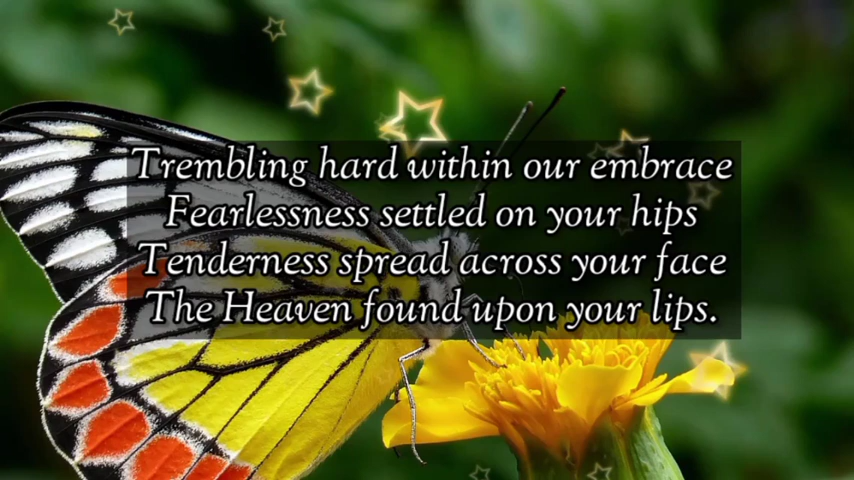 Trembling hard within our embrace
Fearlessness settled on your hips
Tenderness spread across your face
The Heaven found upon your lips.